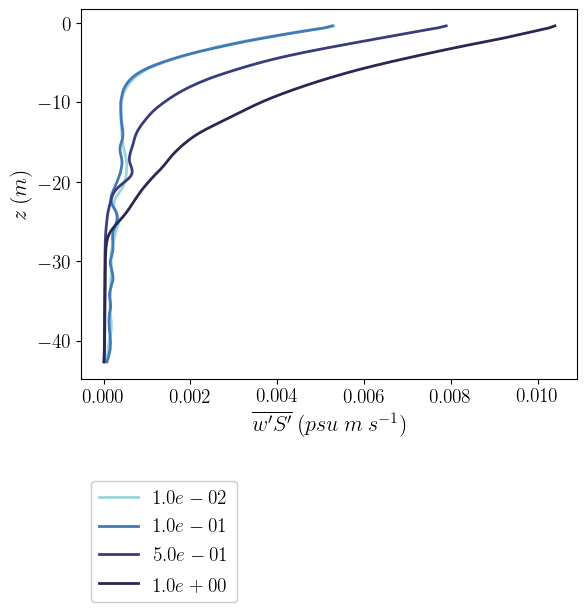 0
−10
−20
−30
−40
z (m)
0.000 0.002 0.004 0.006 0.008 0.010
w′S′ (psu m s⁻¹)
1.0e − 02
1.0e − 01
5.0e − 01
1.0e + 00